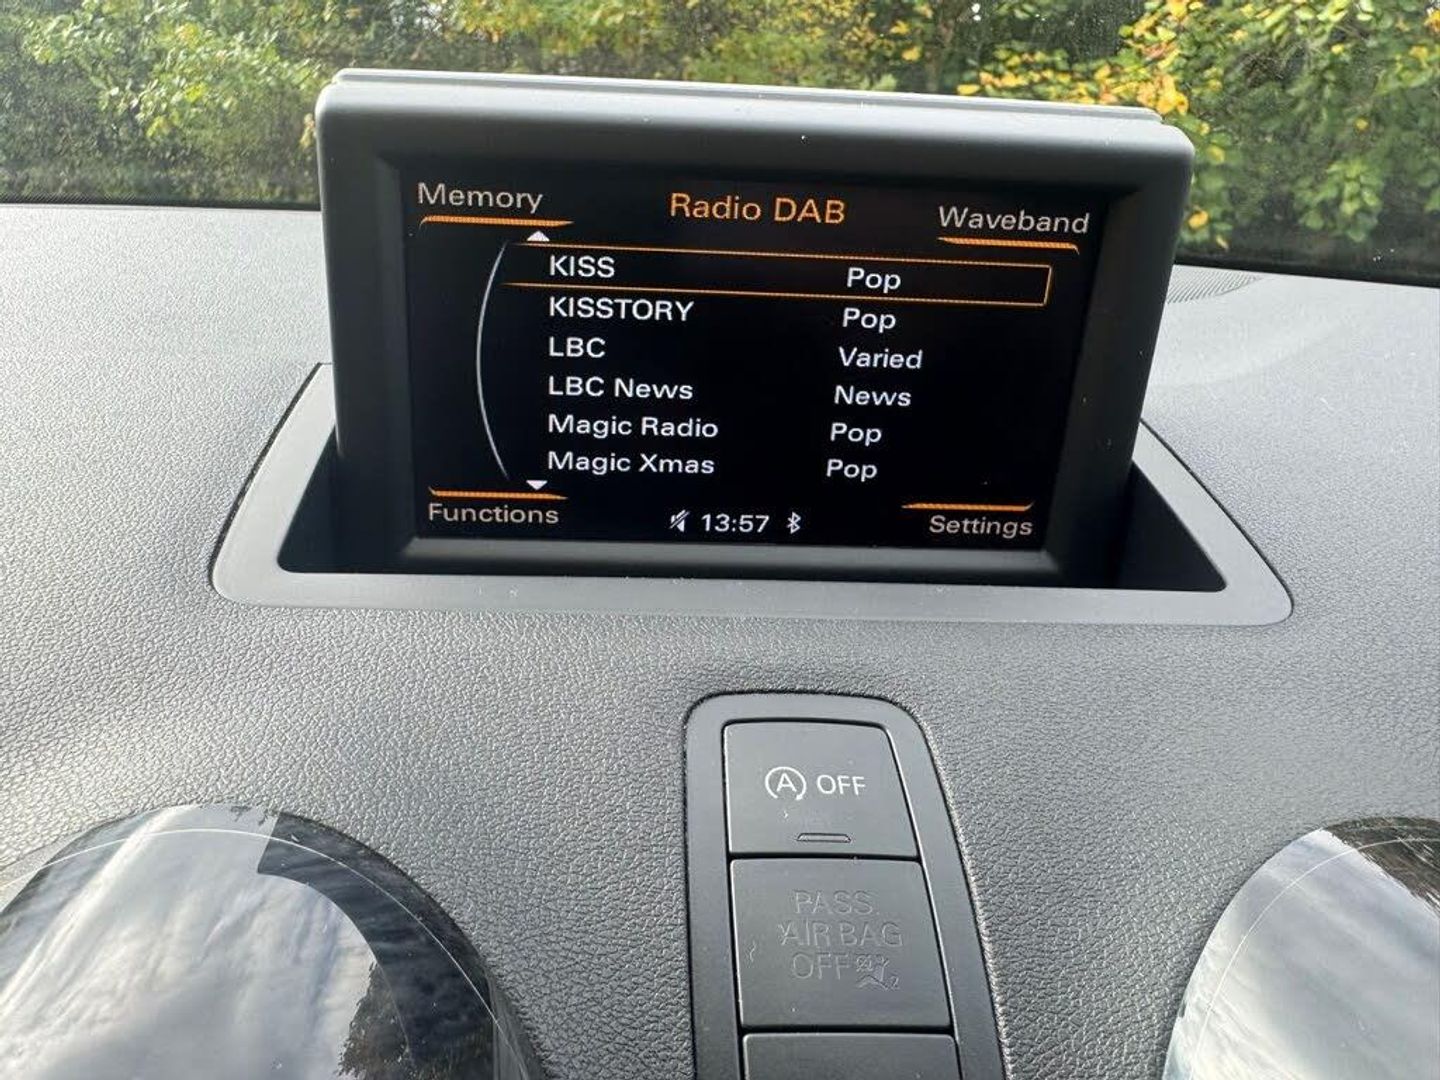 Memory Radio DAB Waveband
KISS Pop
KISSTORY Pop
LBC Varied
LBC News News
Magic Radio Pop
Magic Xmas Pop
Functions 13:57 Settings
A OFF
PASS.
AIR BAG
OFF 2